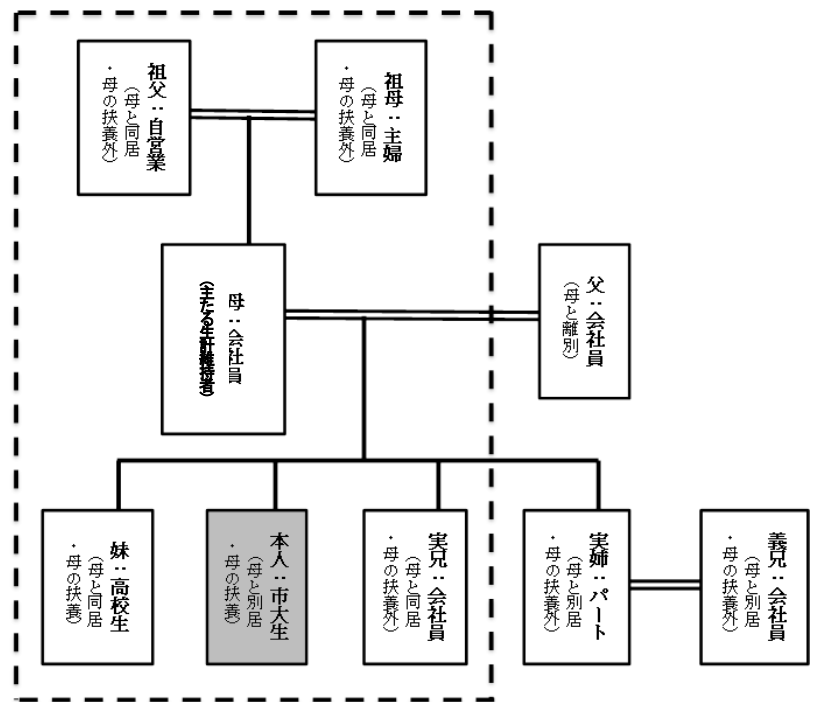 祖父：自営業
（母と同居
・母の扶養外）
祖母：主婦
（母と同居
・母の扶養外）
母：会社員
（主たる生計維持者）
父：会社員
（母と離別）
妹：高校生
（母と同居
・母の扶養）
本人：市大生
（母と別居
・母の扶養）
実兄：会社員
（母と同居
・母の扶養外）
実姉：パート
（母と別居
・母の扶養外）
義兄：会社員
（母と別居
・母の扶養外）